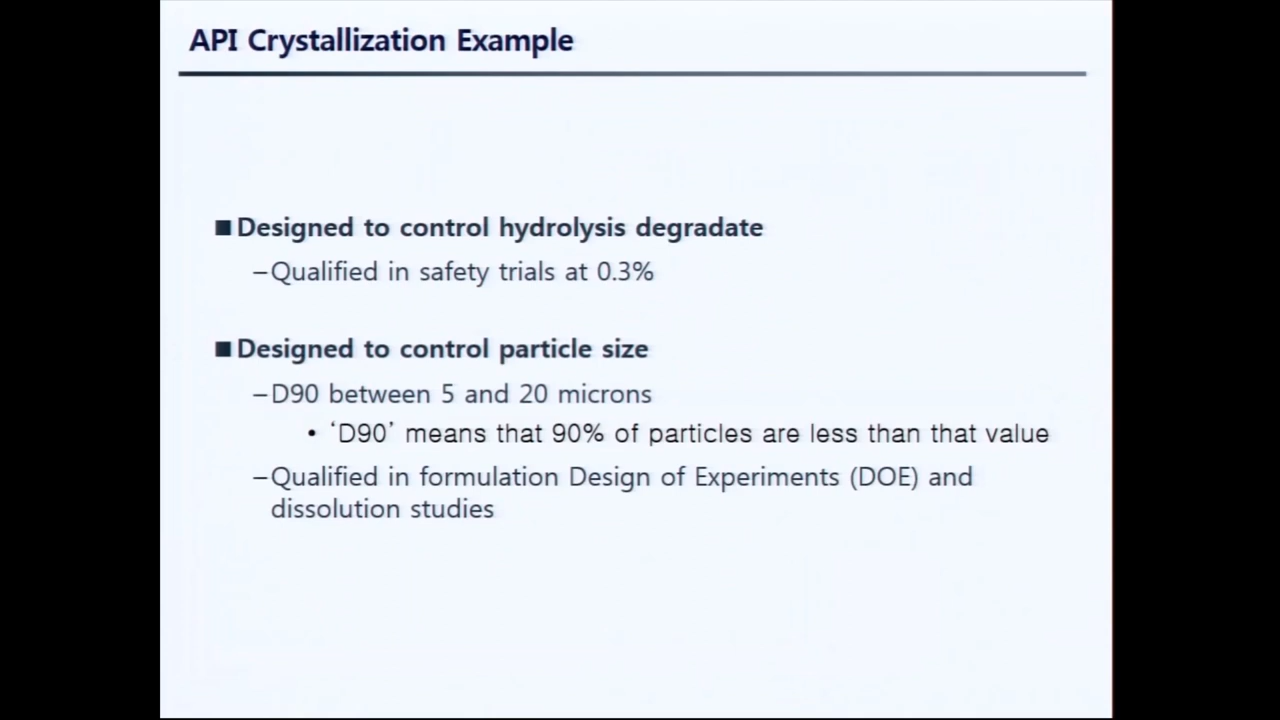 API Crystallization Example
■ Designed to control hydrolysis degradate
–Qualified in safety trials at 0.3%
■ Designed to control particle size
–D90 between 5 and 20 microns
• ‘D90’ means that 90% of particles are less than that value
–Qualified in formulation Design of Experiments (DOE) and
dissolution studies